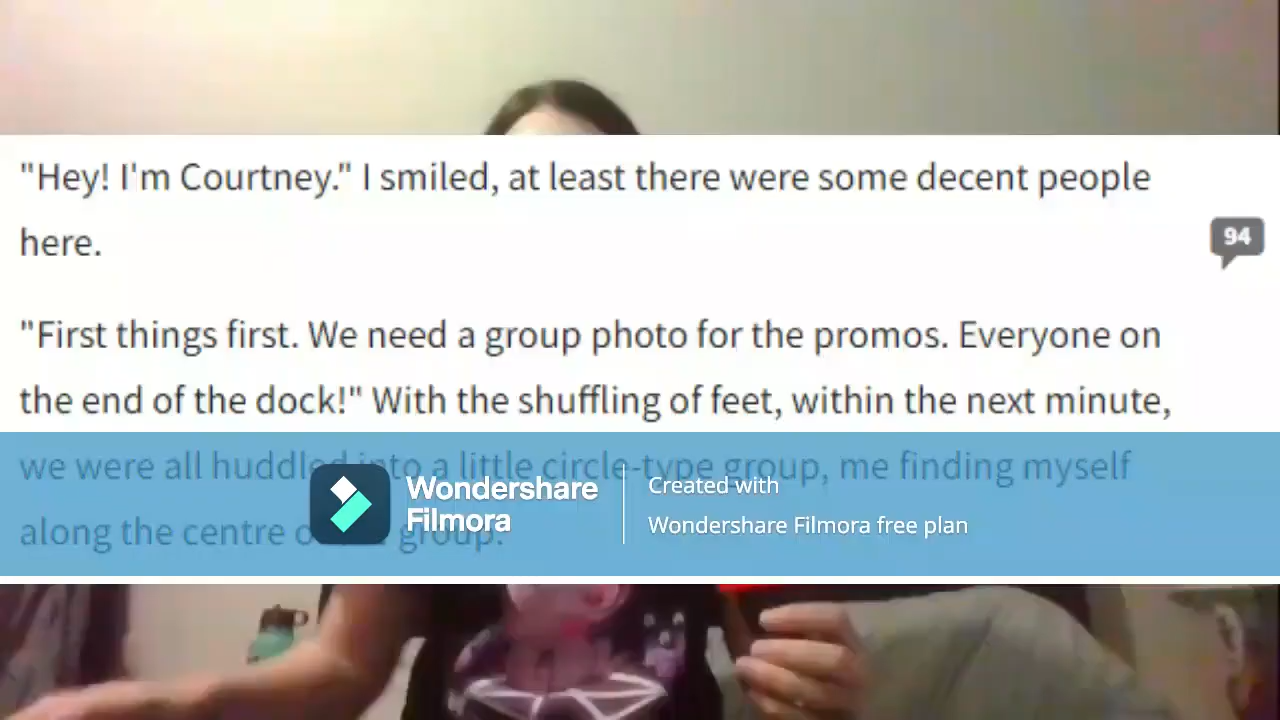 "Hey! I'm Courtney." I smiled, at least there were some decent people
here.
94
"First things first. We need a group photo for the promos. Everyone on
the end of the dock!" With the shuffling of feet, within the next minute,
we were all huddled into a little circle-type group, me finding myself
along the centre group.
Wondershare
Filmora
Created with
Wondershare Filmora free plan